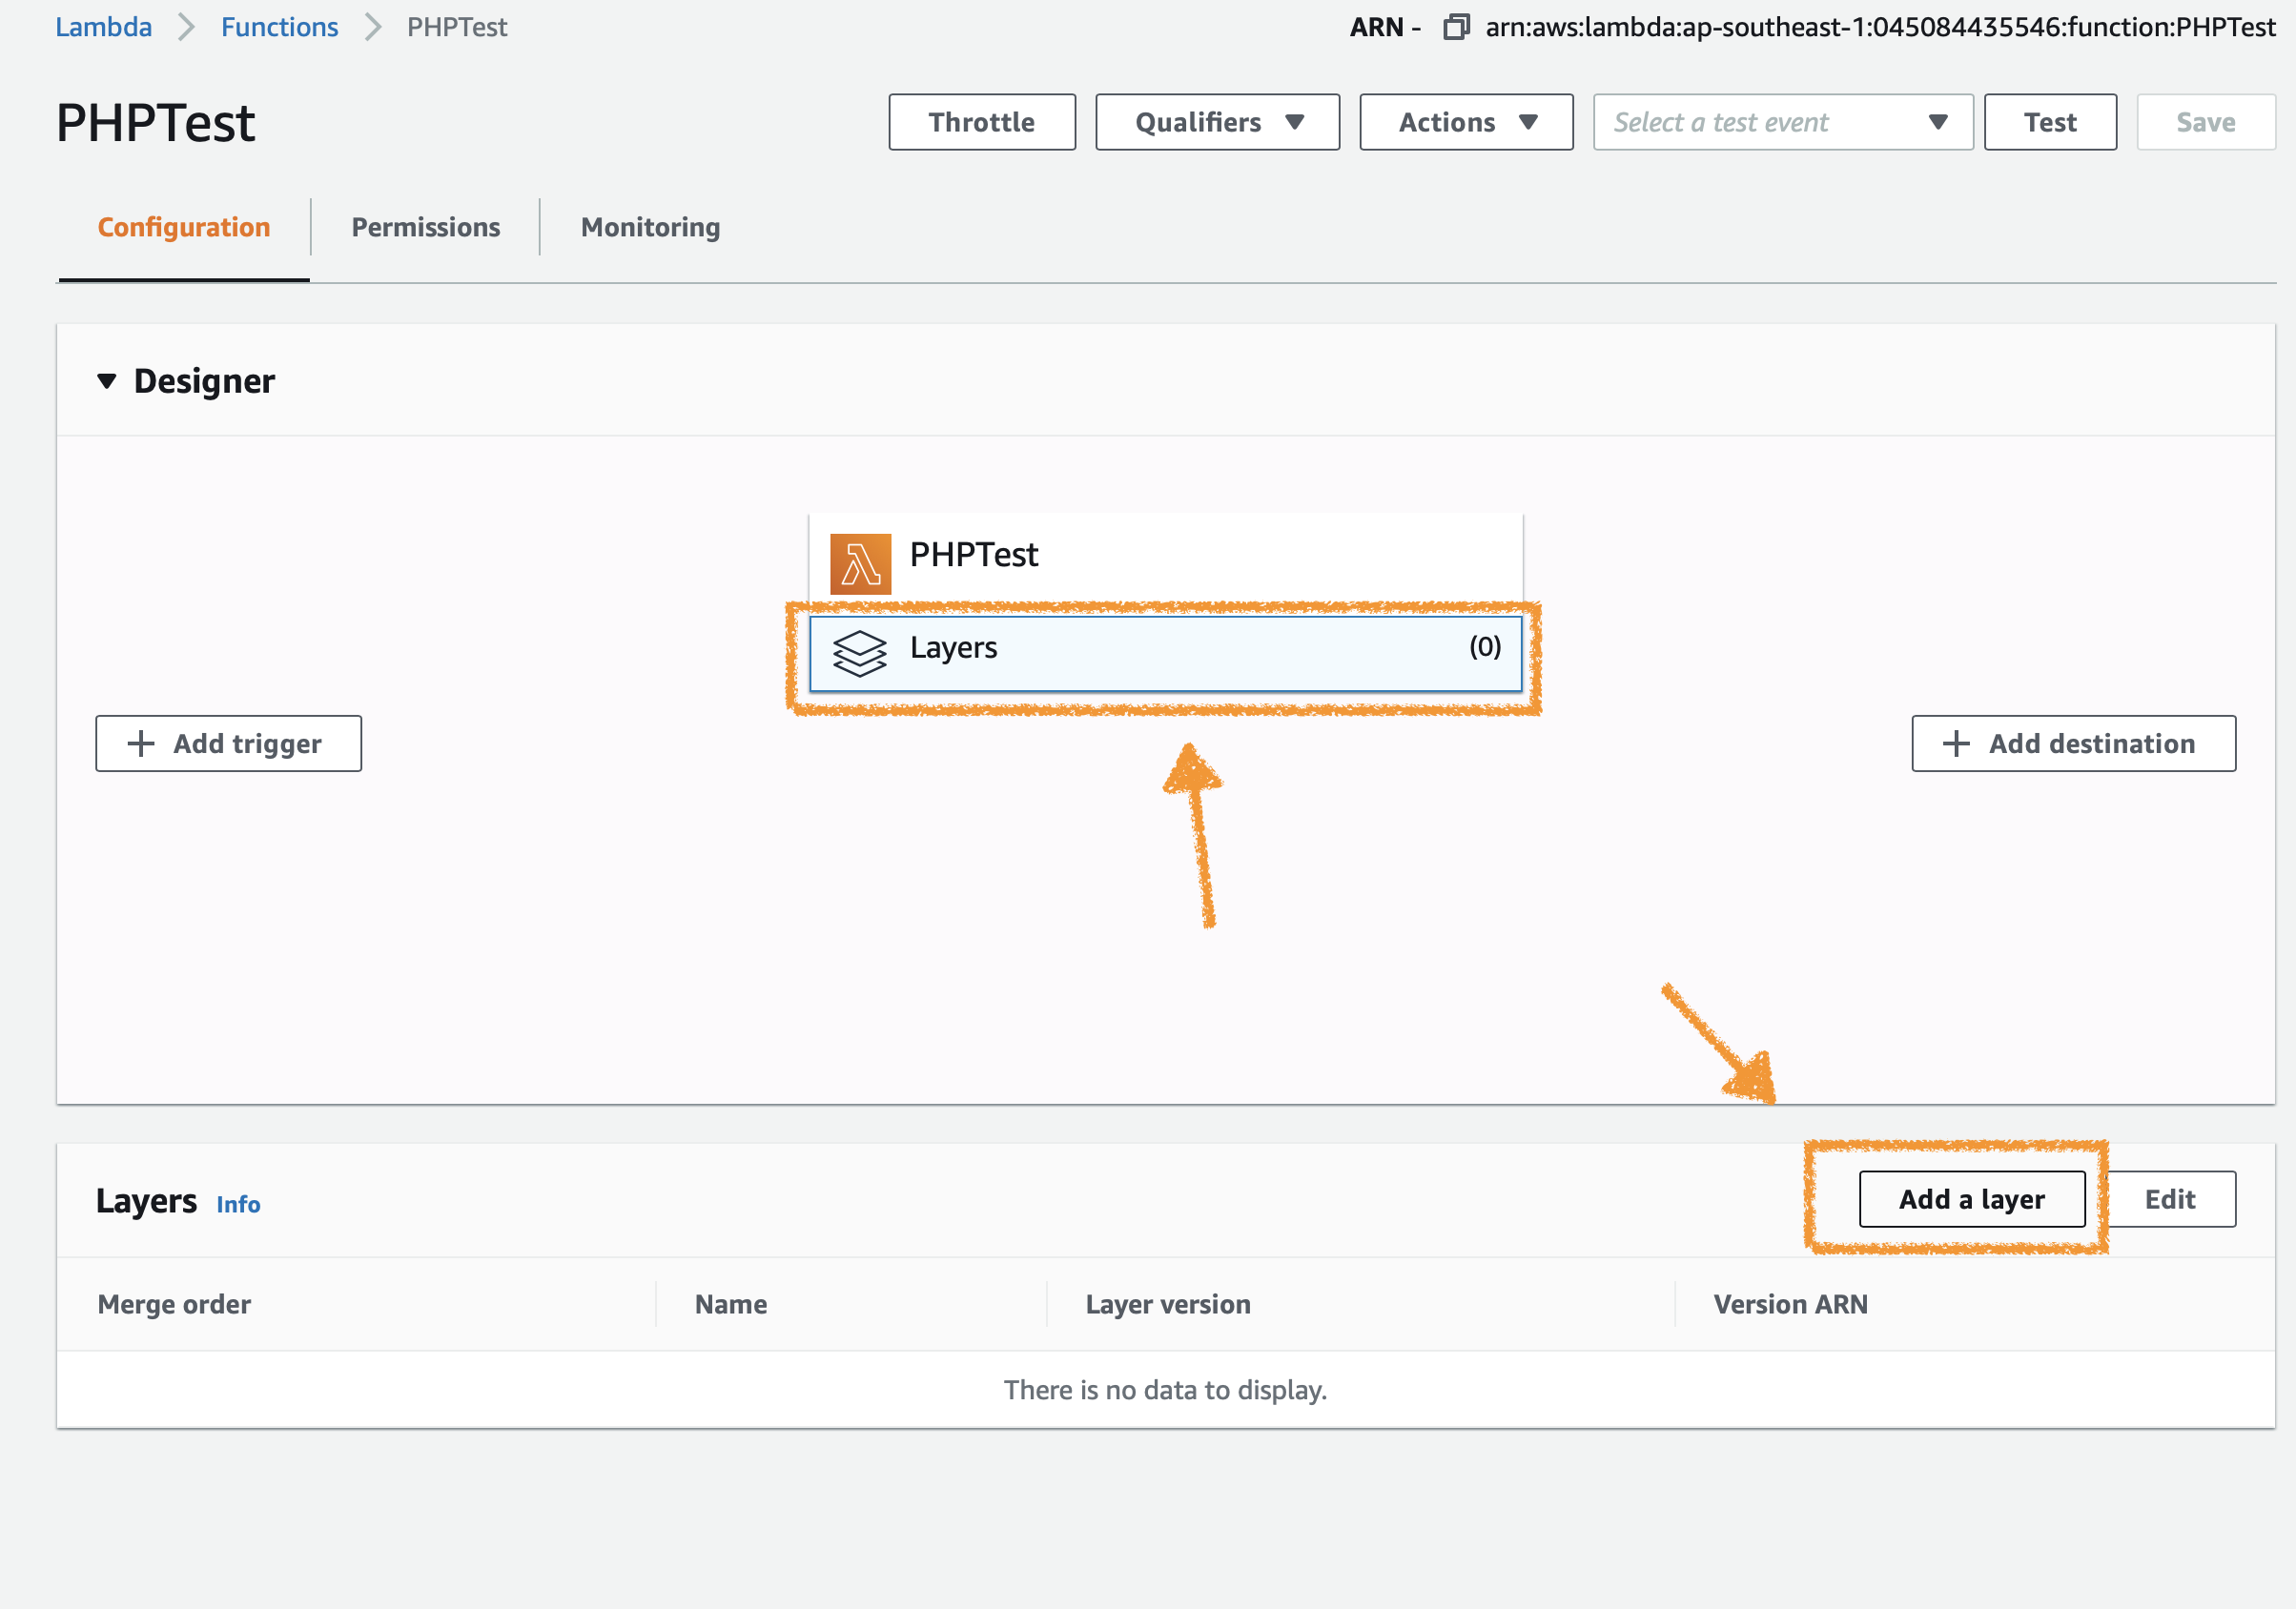 Lambda > Functions > PHPTest
ARN - arn:aws:lambda:ap-southeast-1:045084435546:function:PHPTest
PHPTest
Throttle Qualifiers Actions Select a test event Test Save
Configuration Permissions Monitoring
Designer
PHPTest
Layers (0)
+ Add trigger
+ Add destination
Layers Info Add a layer Edit
Merge order Name Layer version Version ARN
There is no data to display.